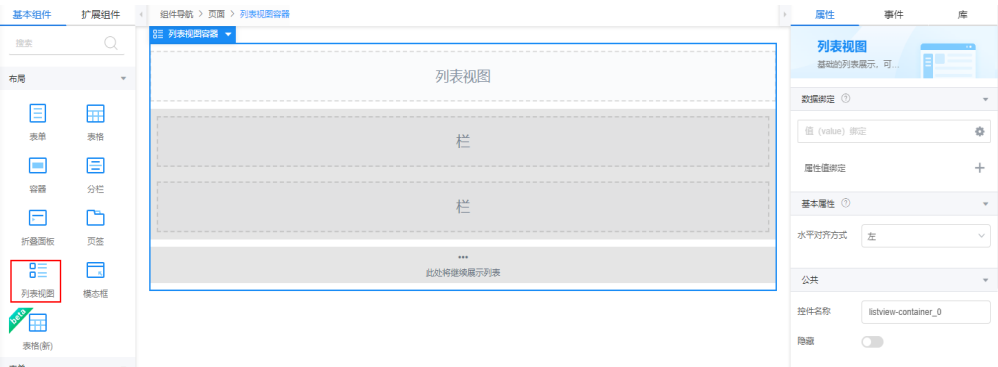 基本组件
扩展组件
组件导航 > 页面 > 列表视图容器
属性
事件
库
搜索
布局
表单
表格
容器
分栏
折叠面板
页签
列表视图
模态框
beta
表格(新)
列表视图容器
列表视图
栏
栏
•••
此处将继续展示列表
列表视图
基础的列表展示、可...
数据绑定
值（value）绑定
属性值绑定
基本属性
水平对齐方式
左
公共
控件名称
listview-container_0
隐藏